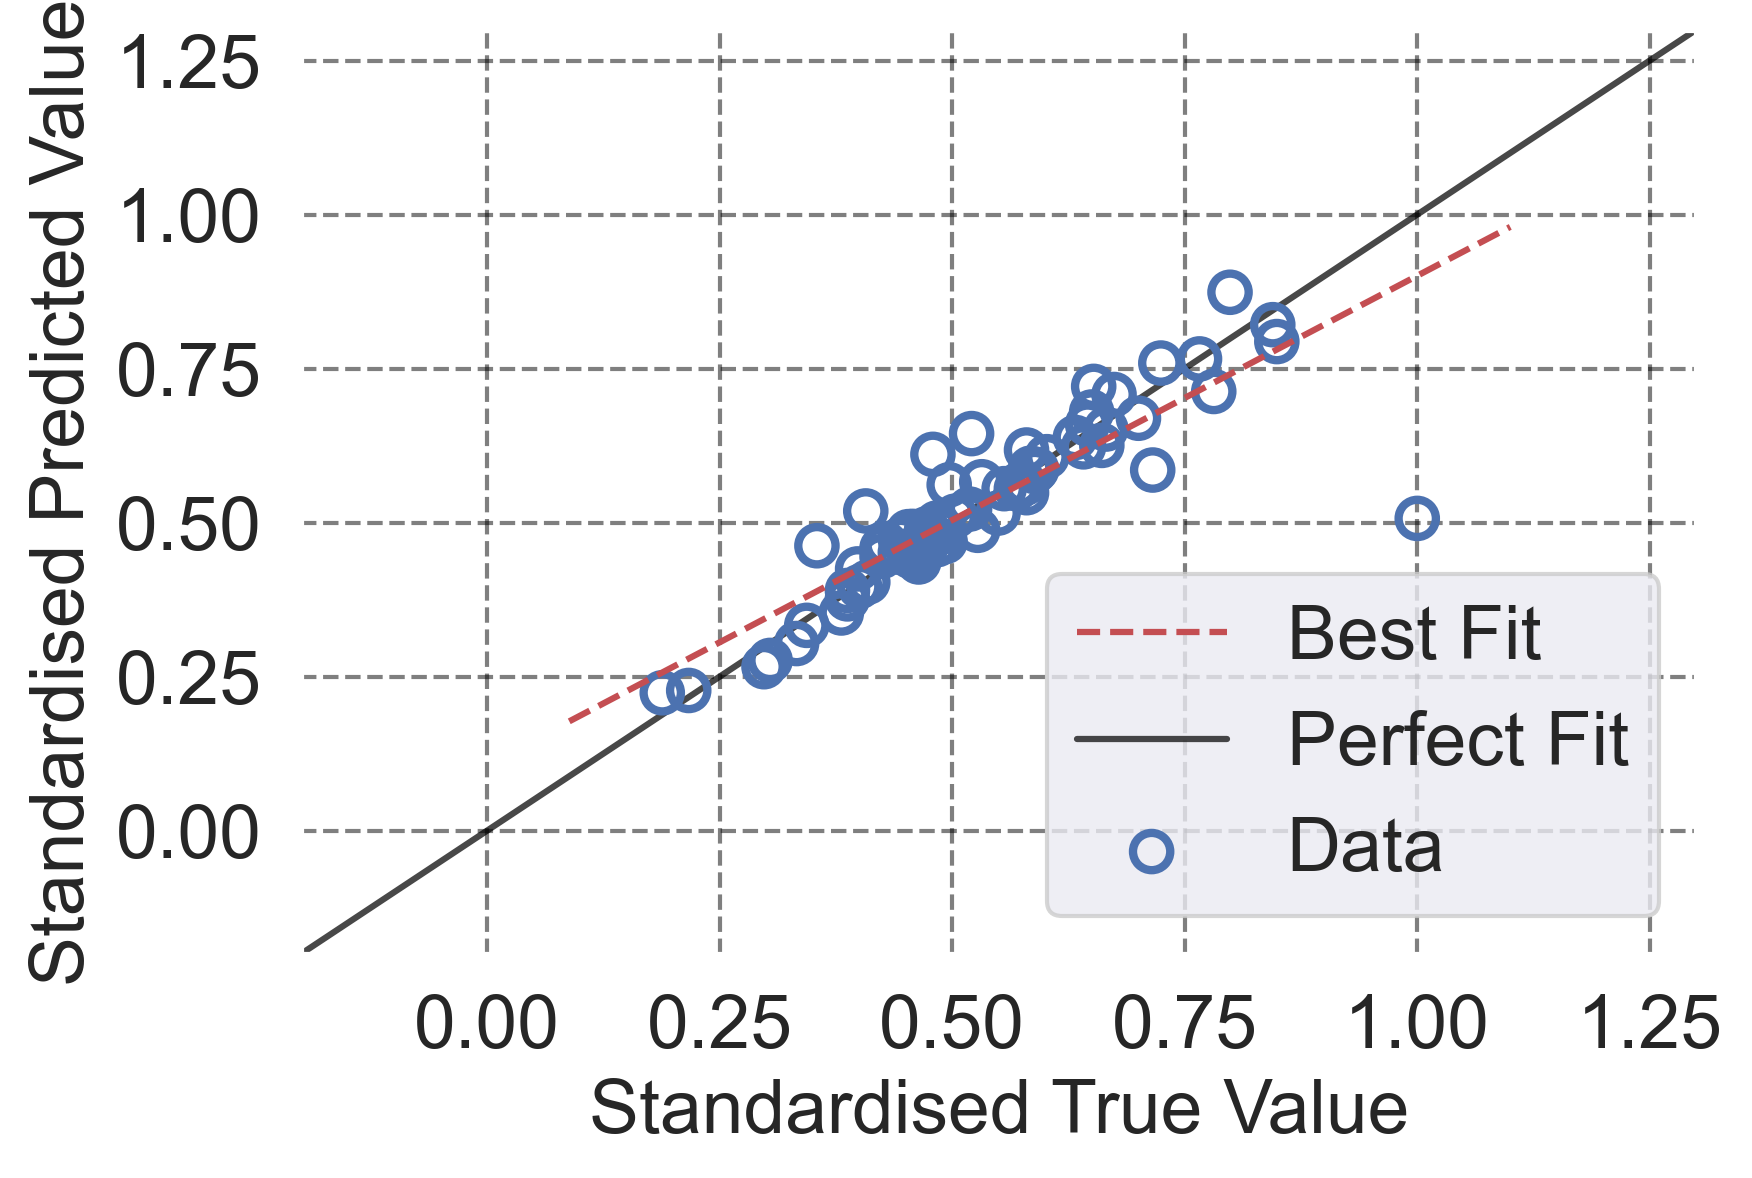 Standardised Predicted Value
1.25
1.00
0.75
0.50
0.25
0.00
Best Fit
Perfect Fit
Data
0.00 0.25 0.50 0.75 1.00 1.25
Standardised True Value